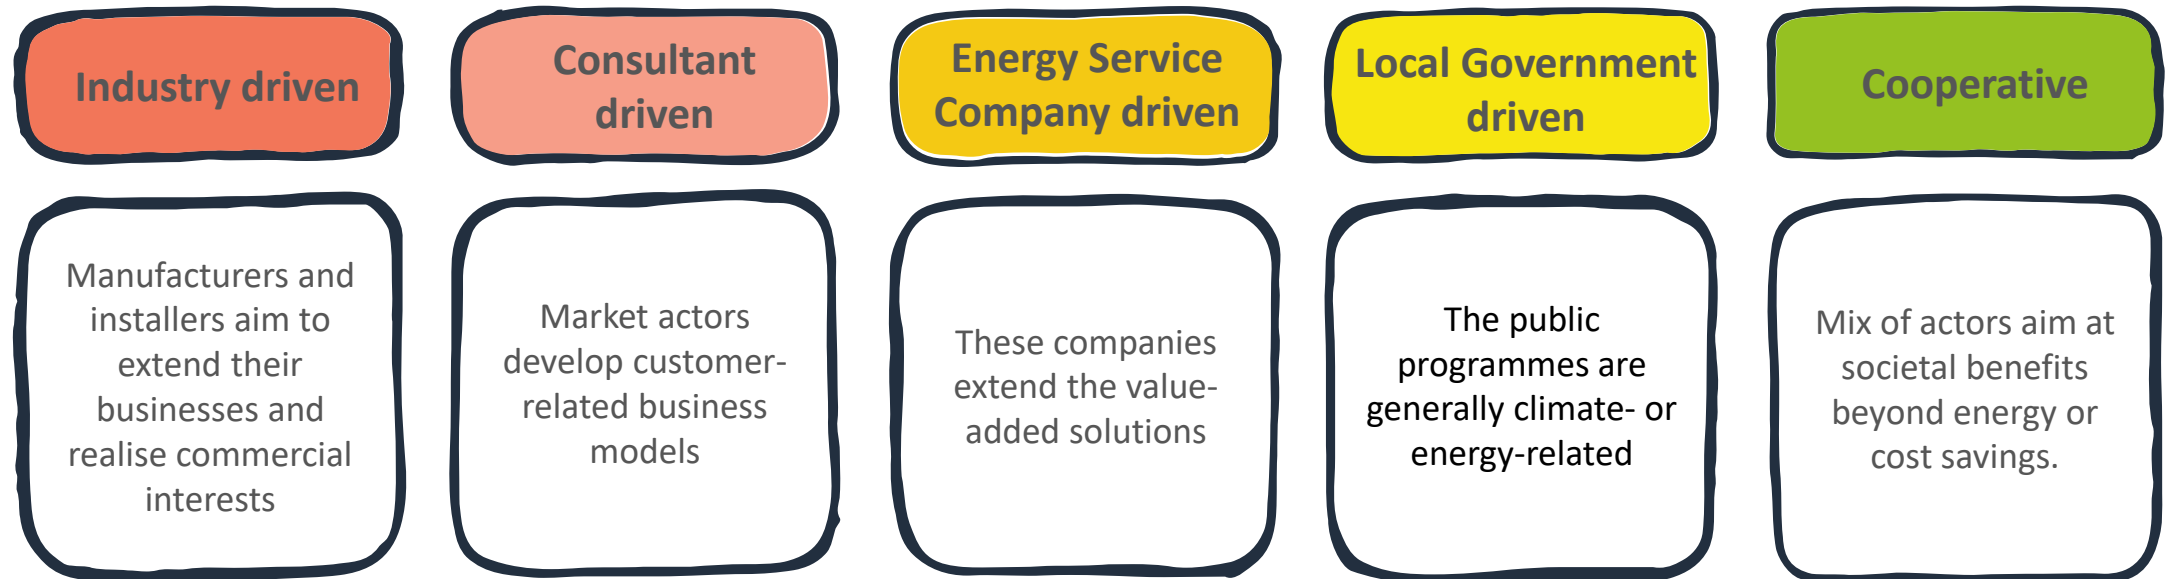 Industry driven
Manufacturers and
installers aim to
extend their
businesses and
realise commercial
interests
Consultant
driven
Market actors
develop customer-
related business
models
Energy Service
Company driven
These companies
extend the value-
added solutions
Local Government
driven
The public
programmes are
generally climate- or
energy-related
Cooperative
Mix of actors aim at
societal benefits
beyond energy or
cost savings.